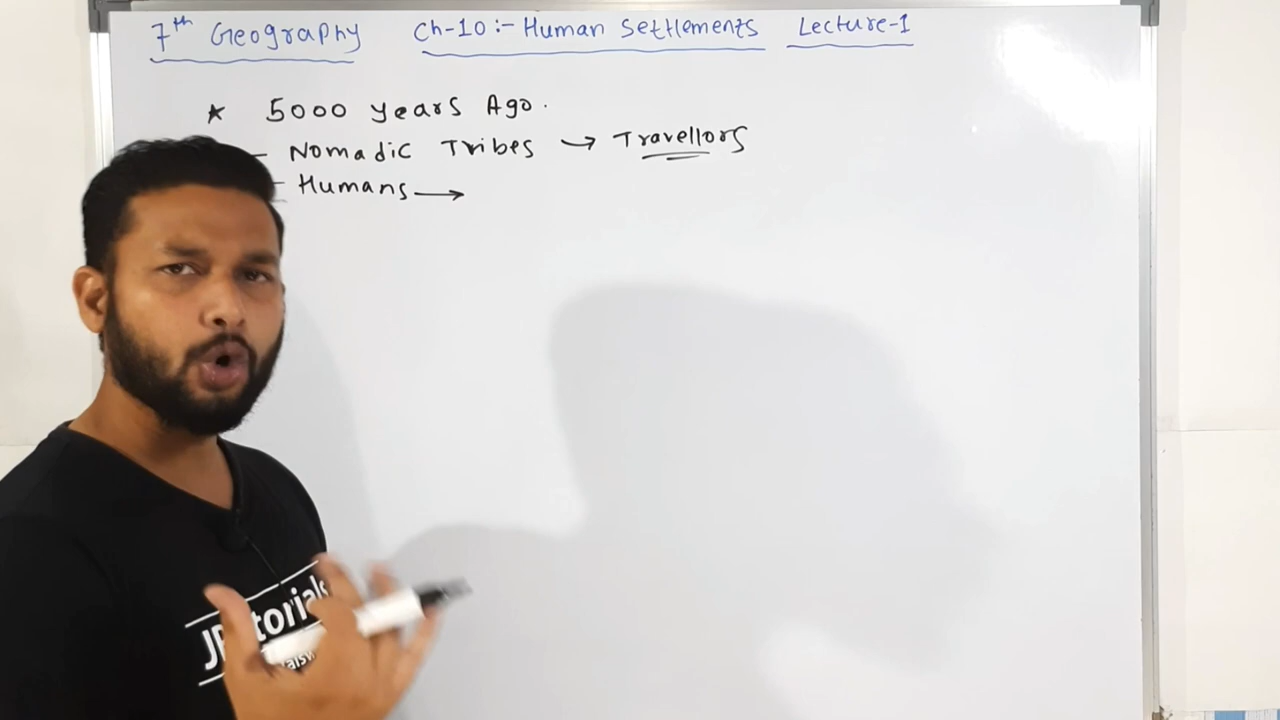 7th Geography Ch-10:- Human Settlements Lecture-1
* 5000 years Ago.
- Nomadic Tribes → Travellors
- Humans →